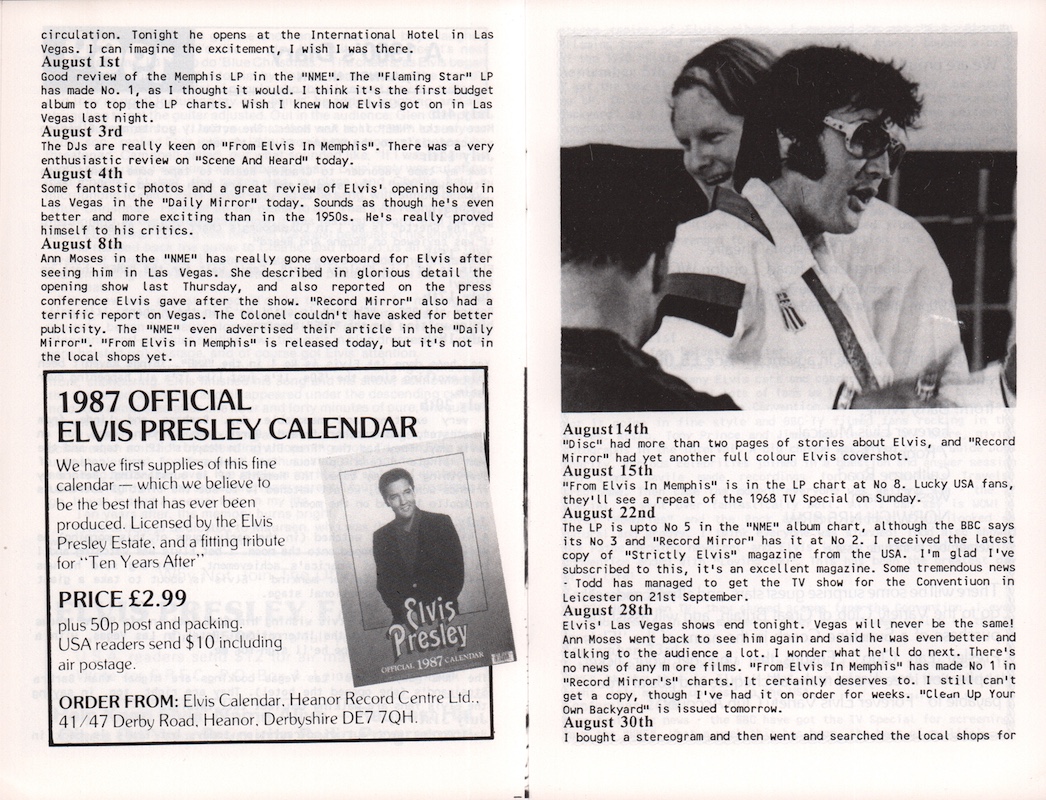 circulation. Tonight he opens at the International Hotel in Las
Vegas. I can imagine the excitement, I wish I was there.
August 1st
Good review of the Memphis LP in the "NME". The "Flaming Star" LP
has made No. 1, as I thought it would. I think it's the first budget
album to top the LP charts. Wish I knew how Elvis got on in Las
Vegas last night.
August 3rd
The DJs are really keen on "From Elvis In Memphis". There was a very
enthusiastic review on "Scene And Heard" today.
August 4th
Some fantastic photos and a great review of Elvis' opening show in
Las Vegas in the "Daily Mirror" today. Sounds as though he's even
better and more exciting than in the 1950s. He's really proved
himself to his critics.
August 8th
Ann Moses in the "NME" has really gone overboard for Elvis after
seeing him in Las Vegas. She described in glorious detail the
opening show last Thursday, and also reported on the press
conference Elvis gave after the show. "Record Mirror" also had a
terrific report on Vegas. The Colonel couldn't have asked for better
publicity. The "NME" even advertised their article in the "Daily
Mirror". "From Elvis in Memphis" is released today, but it's not in
the local shops yet.
1987 OFFICIAL
ELVIS PRESLEY CALENDAR
We have first supplies of this fine
calendar — which we believe to
be the best that has ever been
produced. Licensed by the Elvis
Presley Estate, and a fitting tribute
for "Ten Years After"
PRICE £2.99
plus 50p post and packing.
USA readers send $10 including
air postage.
Elvis
Presley
OFFICIAL 1987 CALENDAR
ORDER FROM: Elvis Calendar, Heanor Record Centre Ltd.,
41/47 Derby Road, Heanor, Derbyshire DE7 7QH.
August14th
"Disc" had more than two pages of stories about Elvis, and "Record
Mirror" had yet another full colour Elvis covershot.
August 15th
"From Elvis In Memphis" is in the LP chart at No 8. Lucky USA fans,
they'll see a repeat of the 1968 TV Special on Sunday.
August 22nd
The LP is upto No 5 in the "NME" album chart, although the BBC says
its No 3 and "Record Mirror" has it at No 2. I received the latest
copy of "Strictly Elvis" magazine from the USA. I'm glad I've
subscribed to this, it's an excellent magazine. Some tremendous news
- Todd has managed to get the TV show for the Conventiuon in
Leicester on 21st September.
August 28th
Elvis' Las Vegas shows end tonight. Vegas will never be the same!
Ann Moses went back to see him again and said he was even better and
talking to the audience a lot. I wonder what he'll do next. There's
no news of any m ore films. "From Elvis In Memphis" has made No 1 in
"Record Mirror's" charts. It certainly deserves to. I still can't
get a copy, though I've had it on order for weeks. "Clean Up Your
Own Backyard" is issued tomorrow.
August 30th
I bought a stereogram and then went and searched the local shops for